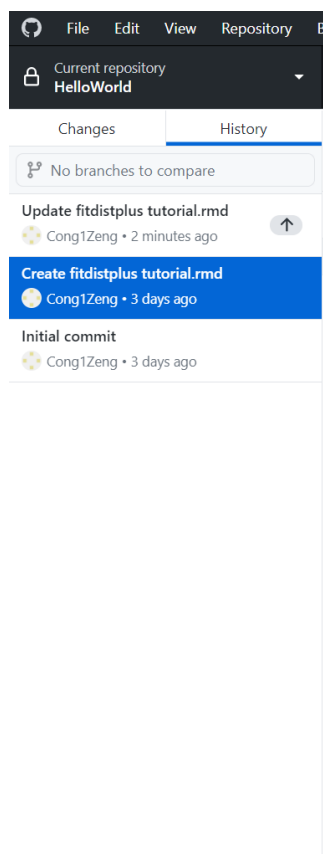 File Edit View Repository
Current repository
HelloWorld
Changes History
No branches to compare
Update fitdistplus tutorial.rmd
Cong1Zeng • 2 minutes ago
Create fitdistplus tutorial.rmd
Cong1Zeng • 3 days ago
Initial commit
Cong1Zeng • 3 days ago